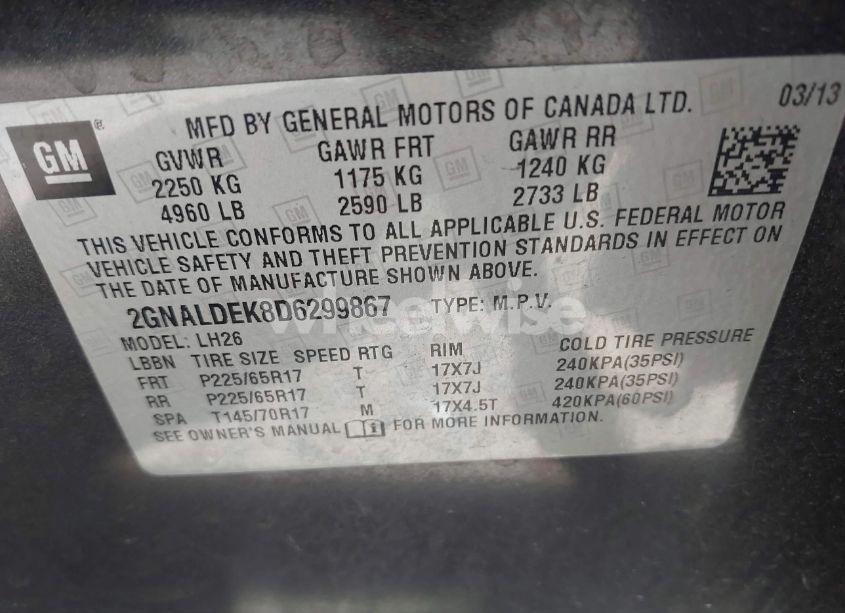 MFD BY GENERAL MOTORS OF CANADA LTD. 03/13
GM®
GVWR GAWR FRT GAWR RR
2250 KG 1175 KG 1240 KG
4960 LB 2590 LB 2733 LB
THIS VEHICLE CONFORMS TO ALL APPLICABLE U.S. FEDERAL MOTOR
VEHICLE SAFETY AND THEFT PREVENTION STANDARDS IN EFFECT ON
THE DATE OF MANUFACTURE SHOWN ABOVE.
2GNALDEK8D6299867 TYPE: M.P.V.
wheelwise
MODEL: LH26
LBBN TIRE SIZE SPEED RTG RIM COLD TIRE PRESSURE
FRT P225/65R17 T 17X7J 240KPA(35PSI)
RR P225/65R17 T 17X7J 240KPA(35PSI)
SPA T145/70R17 M 17X4.5T 420KPA(60PSI)
SEE OWNER'S MANUAL FOR MORE INFORMATION.